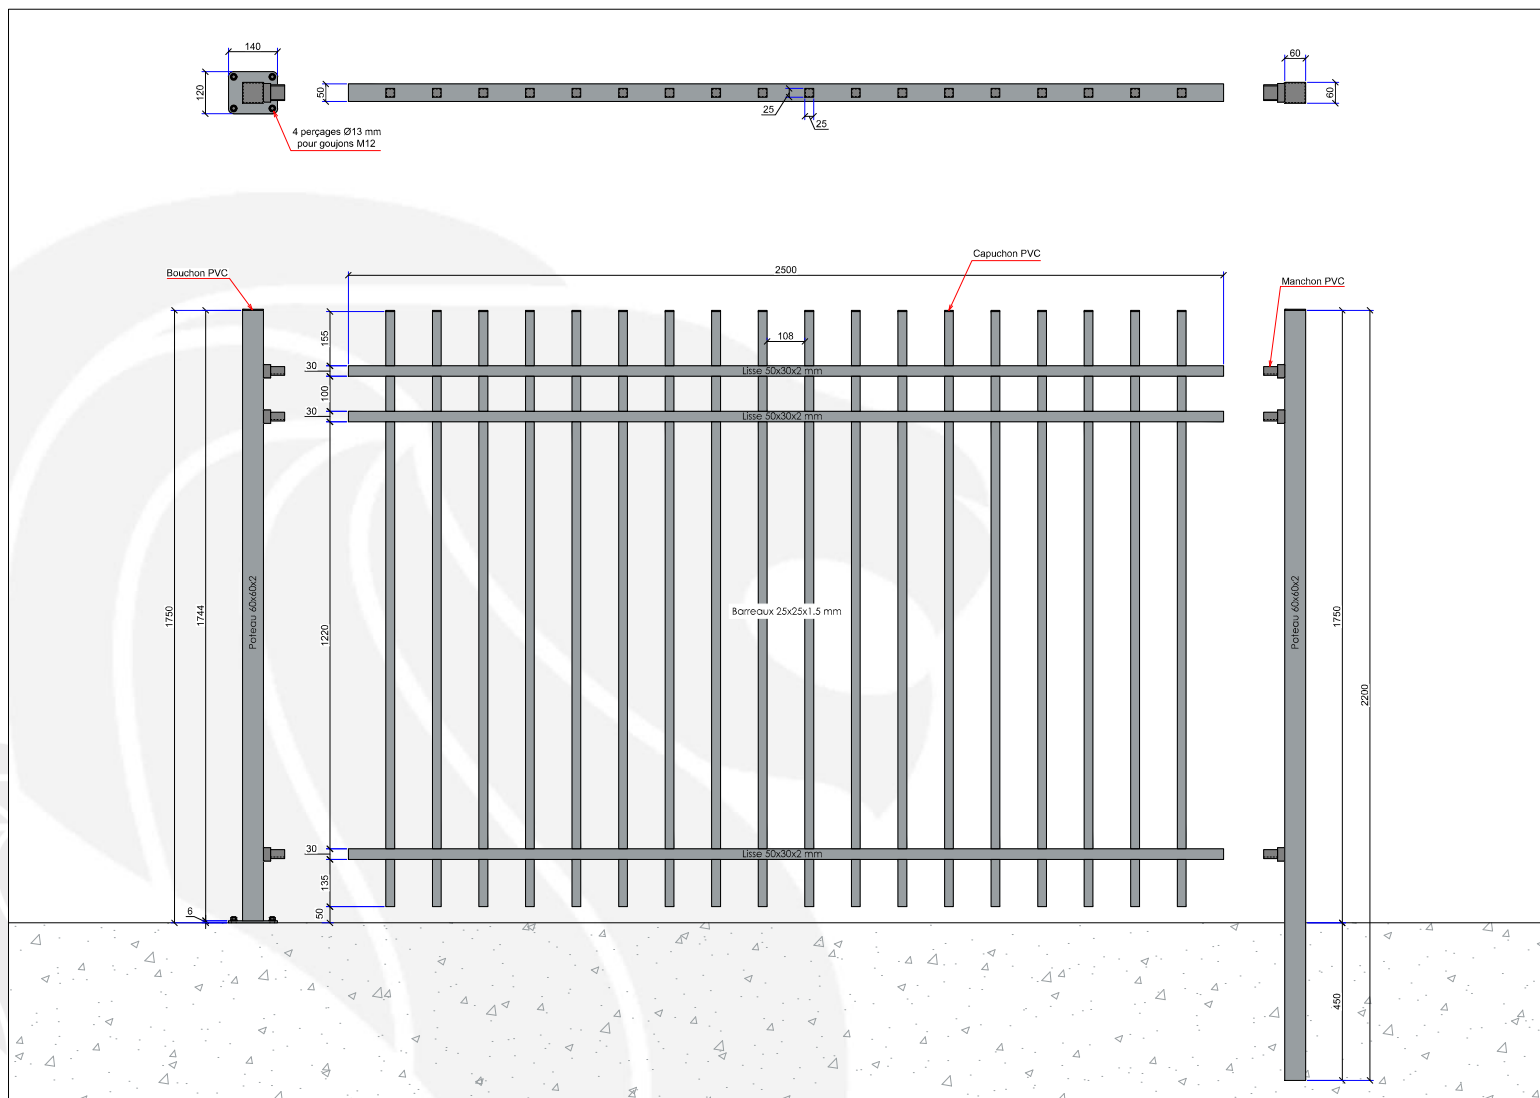 140
120
4 perçages Ø13 mm
pour goujons M12
50
25
25
60
60
Bouchon PVC
2500
Capuchon PVC
Manchon PVC
155
108
30
Lisse 50x30x2 mm
100
30
Lisse 50x30x2 mm
1750
1744
Poteau 60x60x2
1220
Barreaux 25x25x1.5 mm
Poteau 60x60x2
1750
2200
30
Lisse 50x30x2 mm
135
6
50
450